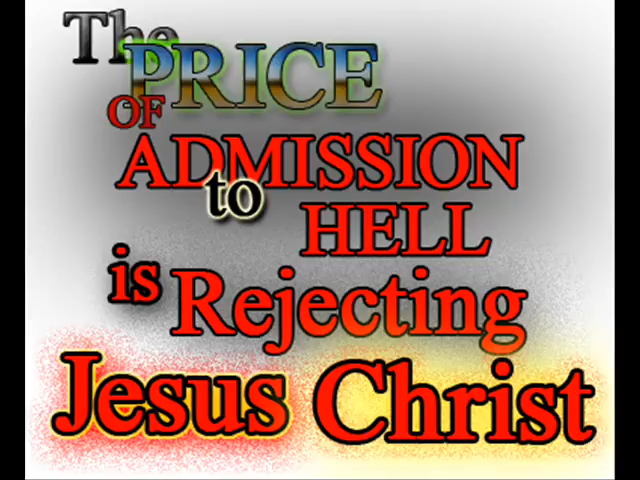 The
PRICE
OF
ADMISSION
to
HELL
is Rejecting
Jesus Christ